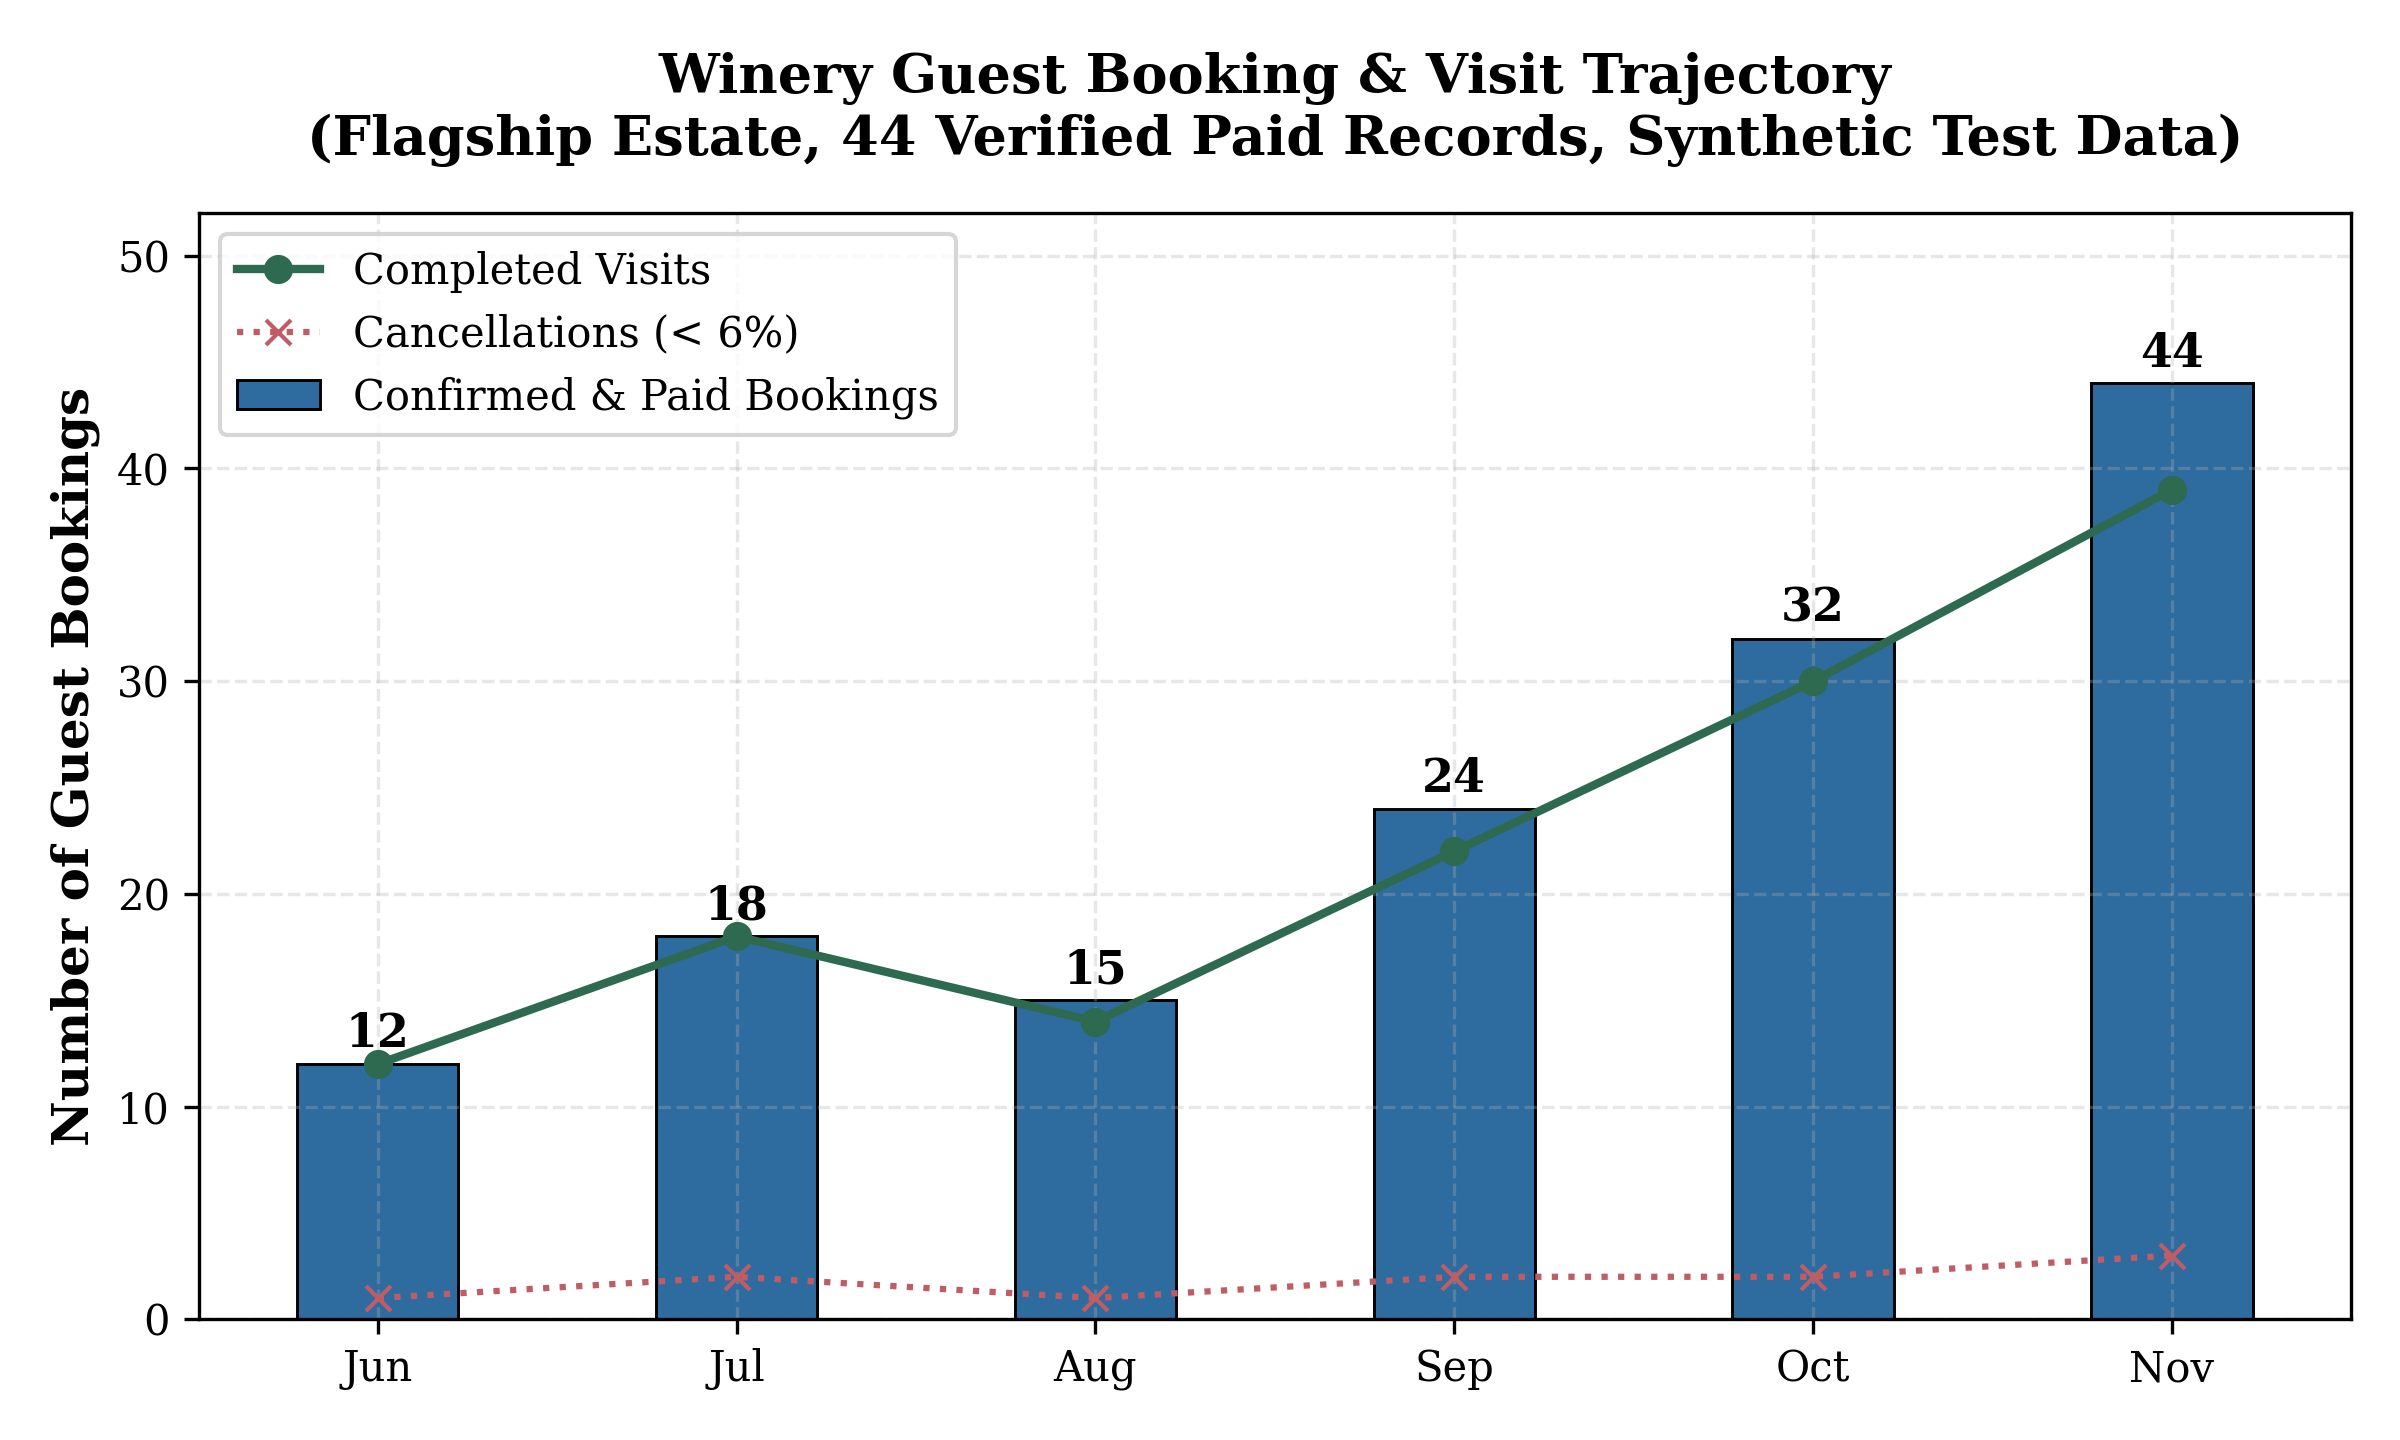 Winery Guest Booking & Visit Trajectory
(Flagship Estate, 44 Verified Paid Records, Synthetic Test Data)
Completed Visits
Cancellations (< 6%)
Confirmed & Paid Bookings
Number of Guest Bookings
50
40
30
20
10
0
12
18
15
24
32
44
Jun
Jul
Aug
Sep
Oct
Nov